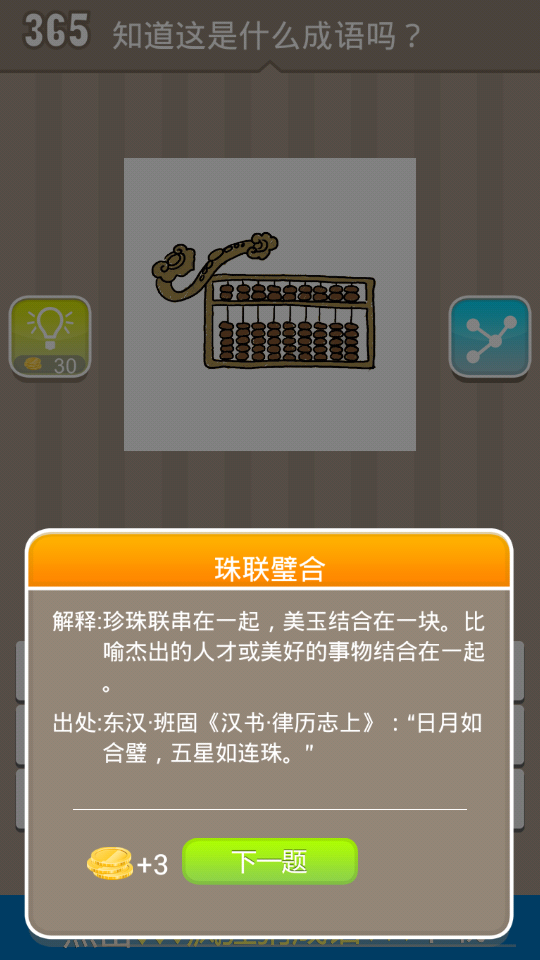 365 知道这是什么成语吗？
30
珠联璧合
解释:珍珠联串在一起，美玉结合在一块。比
喻杰出的人才或美好的事物结合在一起
。
出处:东汉·班固《汉书·律历志上》：“日月如
合璧，五星如连珠。”
+3 下一题